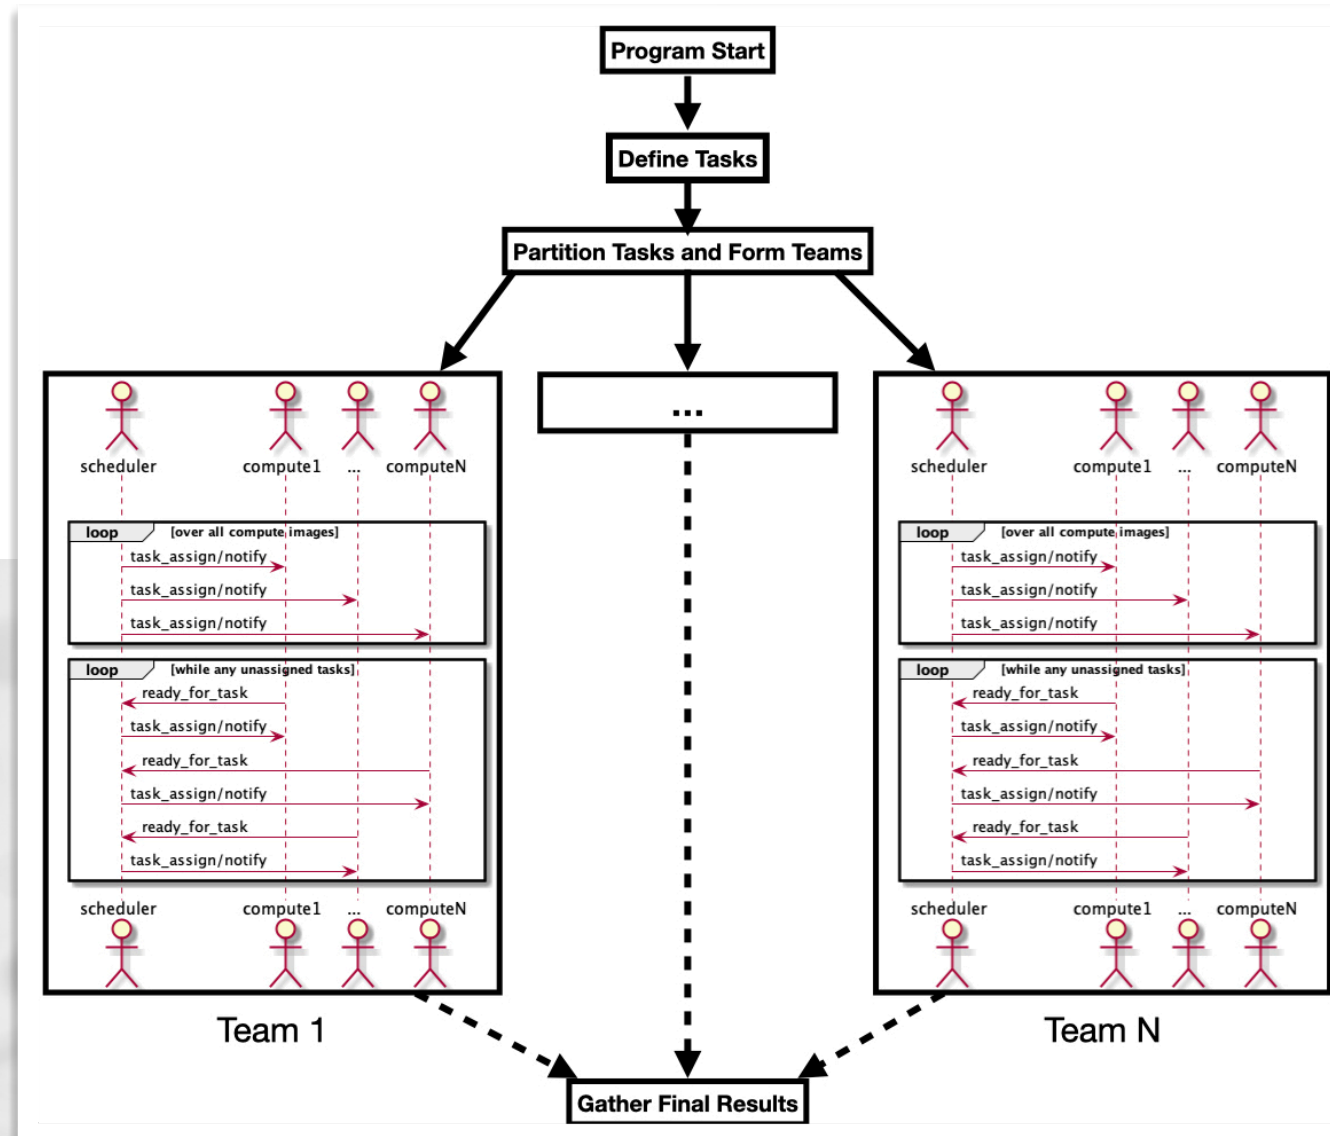 Program Start
Define Tasks
Partition Tasks and Form Teams
...
scheduler compute1 ... computeN
loop [over all compute images]
task_assign/notify
task_assign/notify
task_assign/notify
loop [while any unassigned tasks]
ready_for_task
task_assign/notify
ready_for_task
task_assign/notify
ready_for_task
task_assign/notify
scheduler compute1 ... computeN
Team 1
scheduler compute1 ... computeN
loop [over all compute images]
task_assign/notify
task_assign/notify
task_assign/notify
loop [while any unassigned tasks]
ready_for_task
task_assign/notify
ready_for_task
task_assign/notify
ready_for_task
task_assign/notify
scheduler compute1 ... computeN
Team N
Gather Final Results